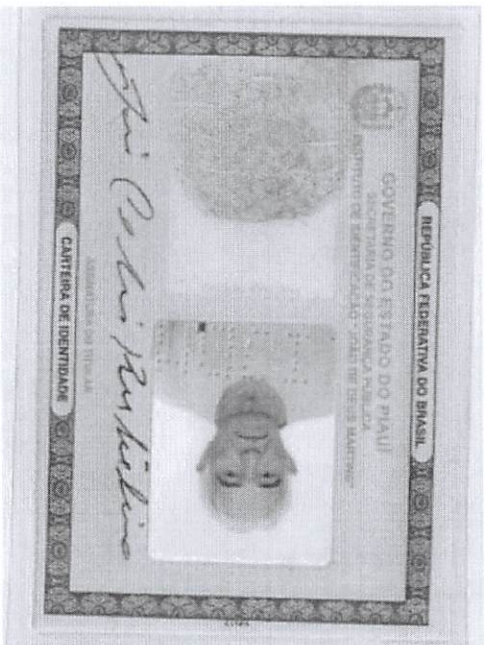 REPÚBLICA FEDERATIVA DO BRASIL
GOVERNO DO ESTADO DO PIAUÍ
SECRETARIA DE SEGURANÇA PÚBLICA
INSTITUTO DE IDENTIFICAÇÃO "JOÃO DE DEUS MARTINS"
ASSINATURA DO TITULAR
CARTEIRA DE IDENTIDADE